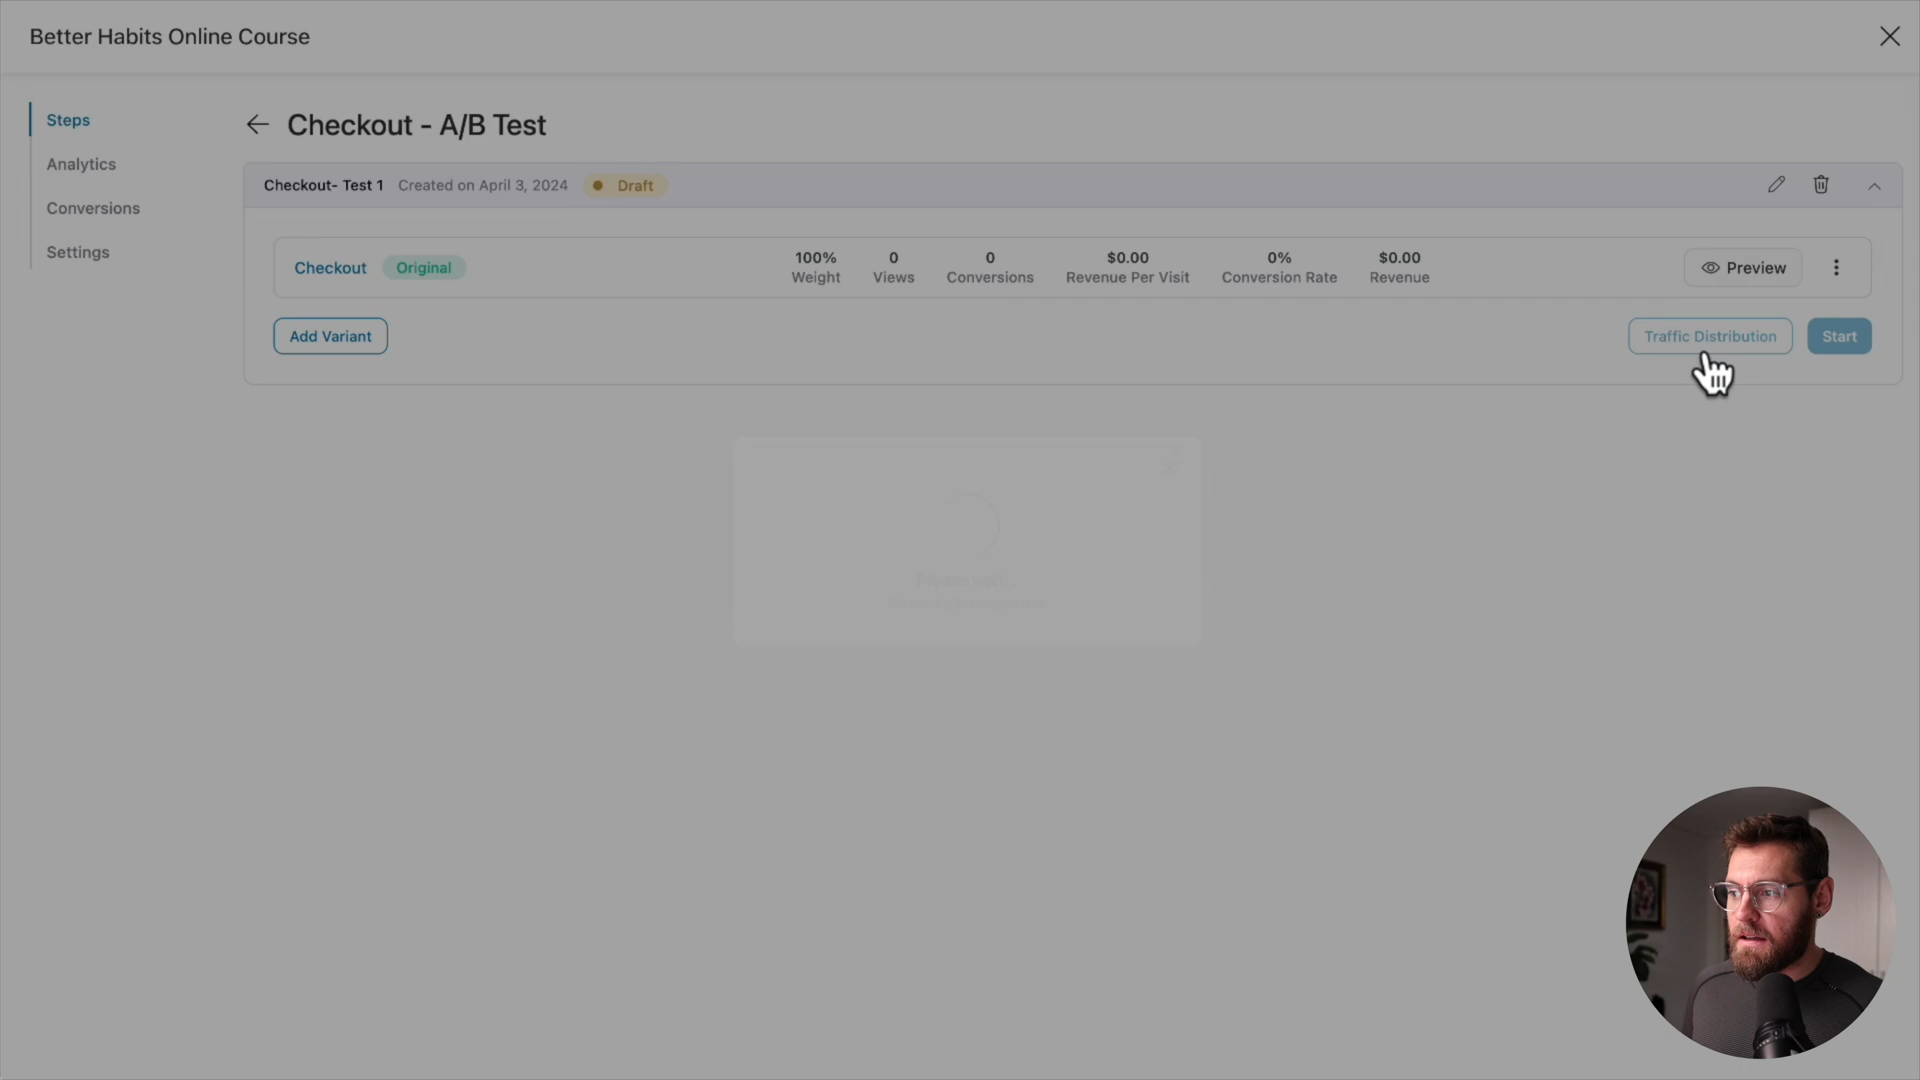 Better Habits Online Course
Steps
Analytics
Conversions
Settings
Checkout - A/B Test
Checkout- Test 1 Created on April 3, 2024 Draft
Checkout Original
100% 0 0 $0.00 0% $0.00
Weight Views Conversions Revenue Per Visit Conversion Rate Revenue
Preview
Add Variant
Traffic Distribution Start
Please wait...